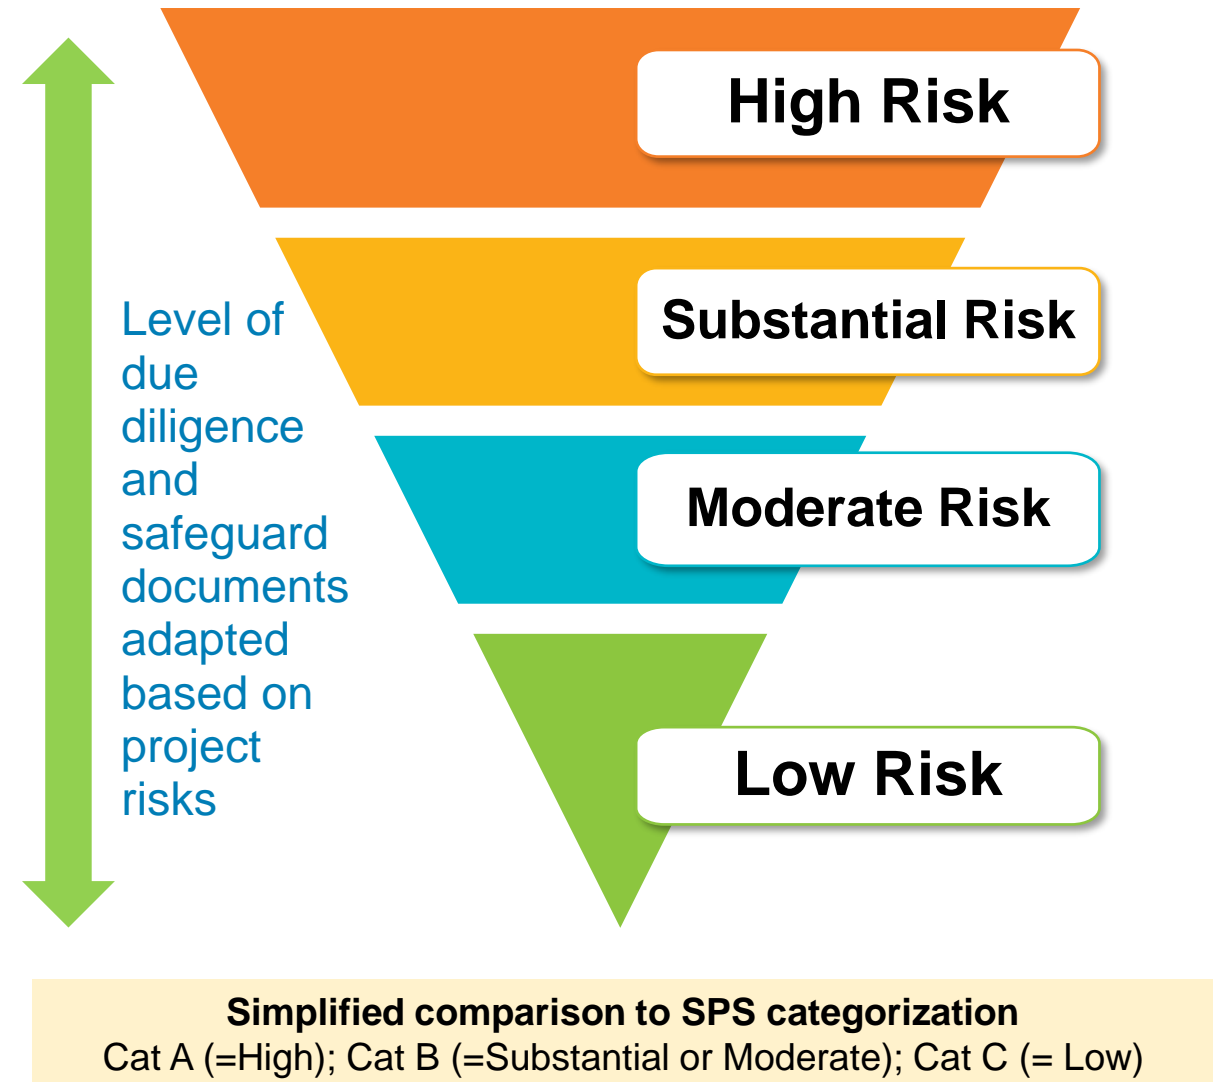 High Risk
Substantial Risk
Level of
due
diligence
and
safeguard
documents
adapted
based on
project
risks
Moderate Risk
Low Risk
Simplified comparison to SPS categorization
Cat A (=High); Cat B (=Substantial or Moderate); Cat C (= Low)